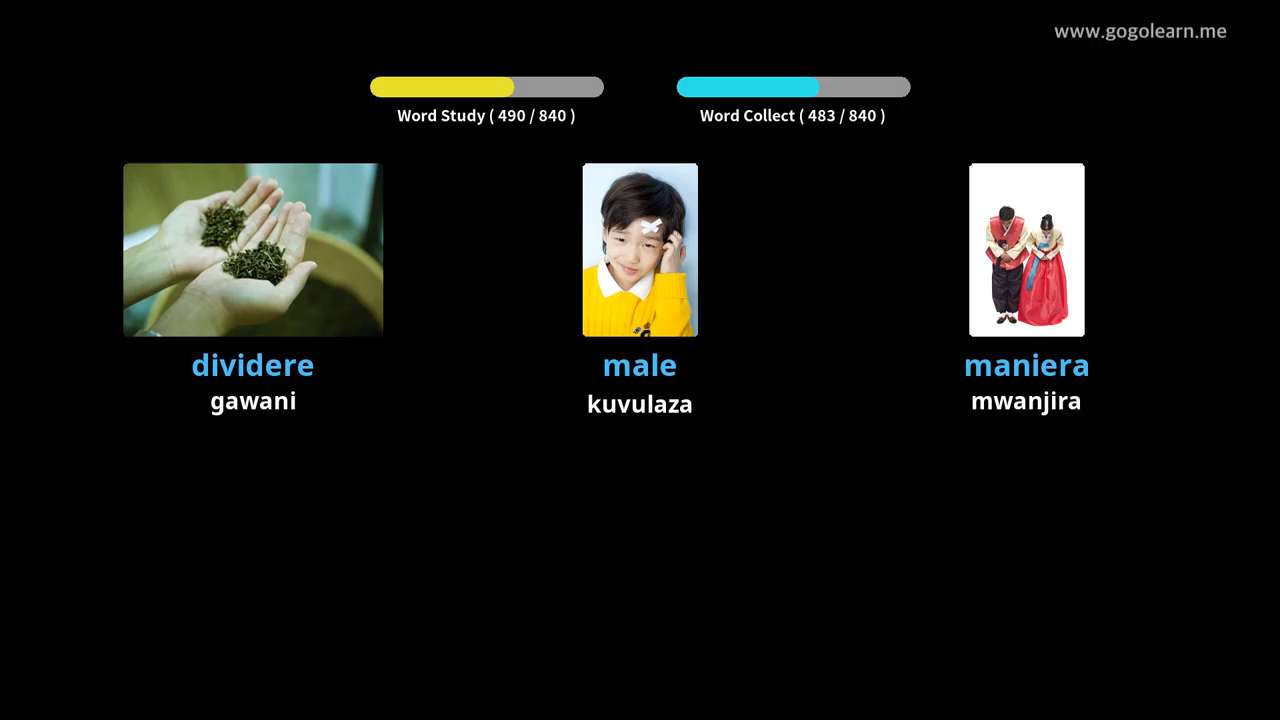 www.gogolearn.me
Word Study ( 490 / 840 )
Word Collect ( 483 / 840 )
dividere
gawani
male
kuvulaza
maniera
mwanjira